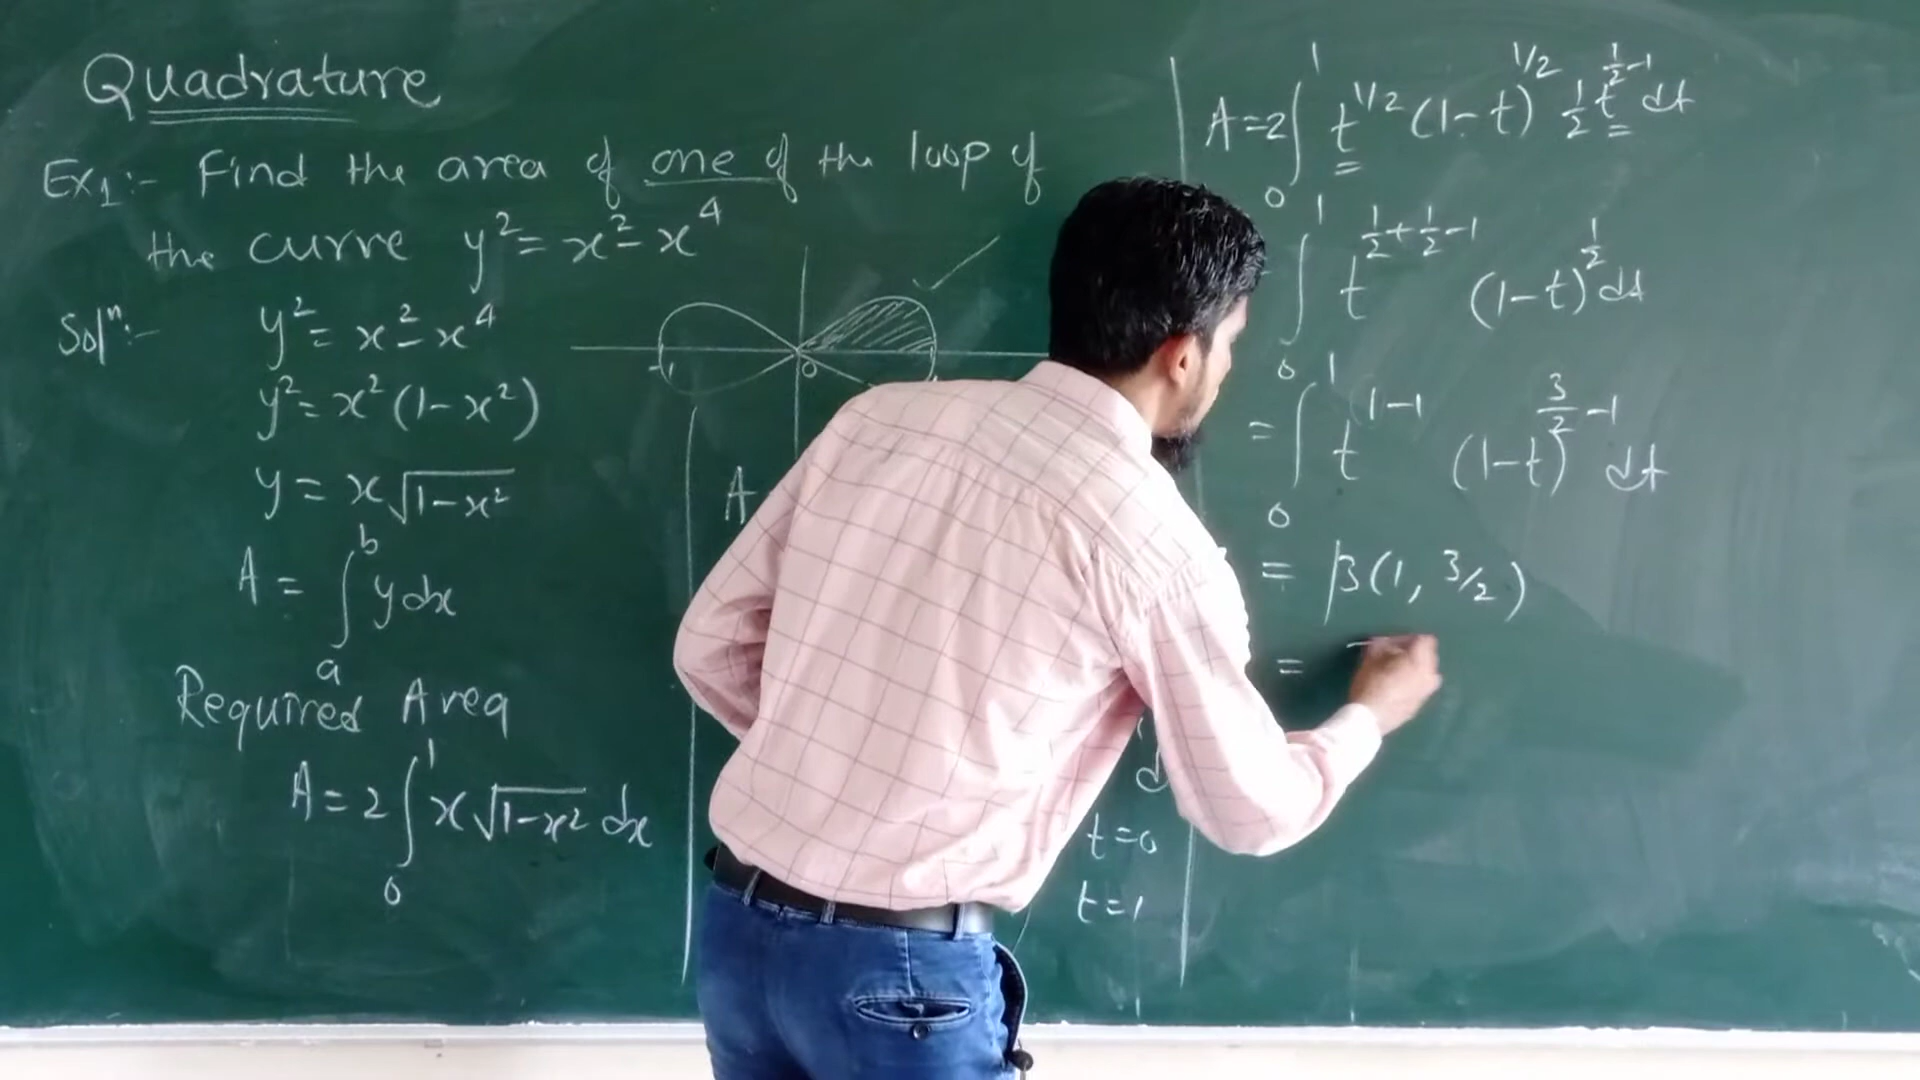 Quadrature
Ex1:- Find the area of one of the loop of
the curve y² = x² - x⁴
Solⁿ:- y² = x² - x⁴
y² = x²(1-x²)
y = x√(1-x²)
A = ∫ₐᵇ y dx
Required Area
A = 2∫₀¹ x√(1-x²) dx
-1 0
A
t=0
t=1
A = 2∫₀¹ t^(1/2) (1-t)^(1/2) 1/2 t^(1/2-1) dt
∫₀¹ t^(1/2+1/2-1) (1-t)^(1/2) dt
= ∫₀¹ t^(1-1) (1-t)^(3/2-1) dt
= β(1, 3/2)
=